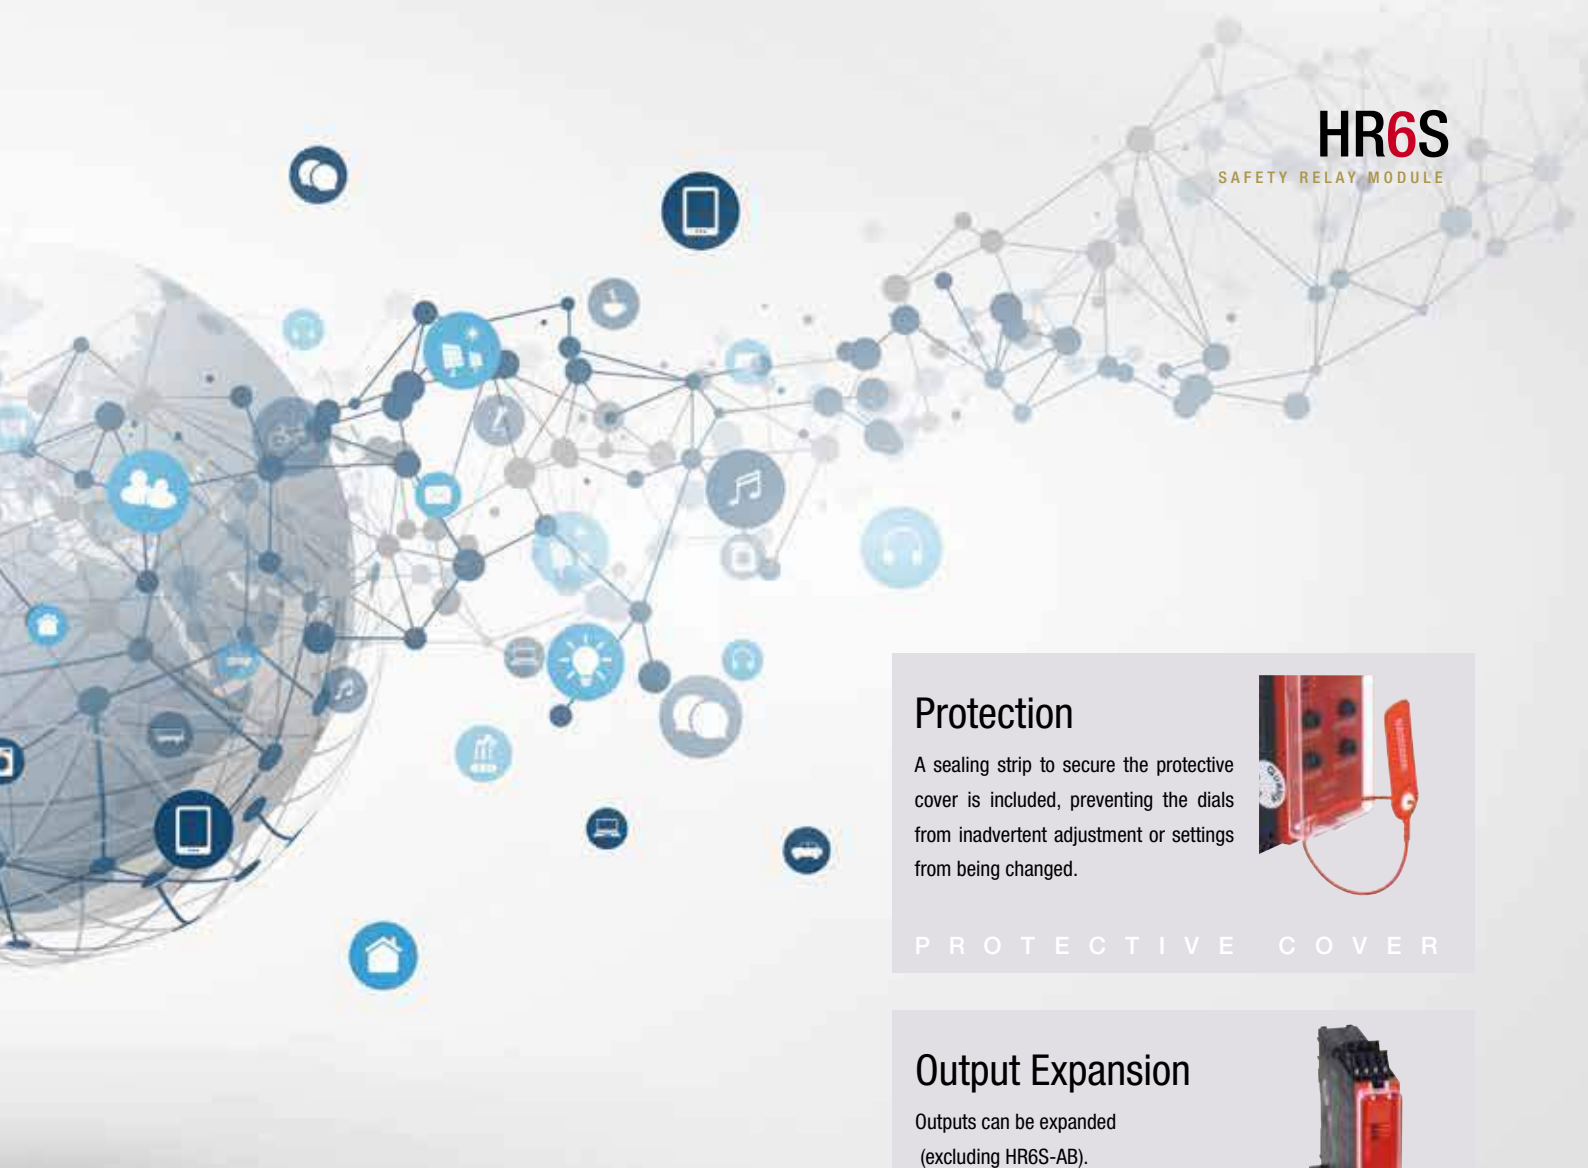 HR6S
SAFETY RELAY MODULE
Protection
A sealing strip to secure the protective
cover is included, preventing the dials
from inadvertent adjustment or settings
from being changed.
PROTECTIVE COVER
Output Expansion
Outputs can be expanded
(excluding HR6S-AB).